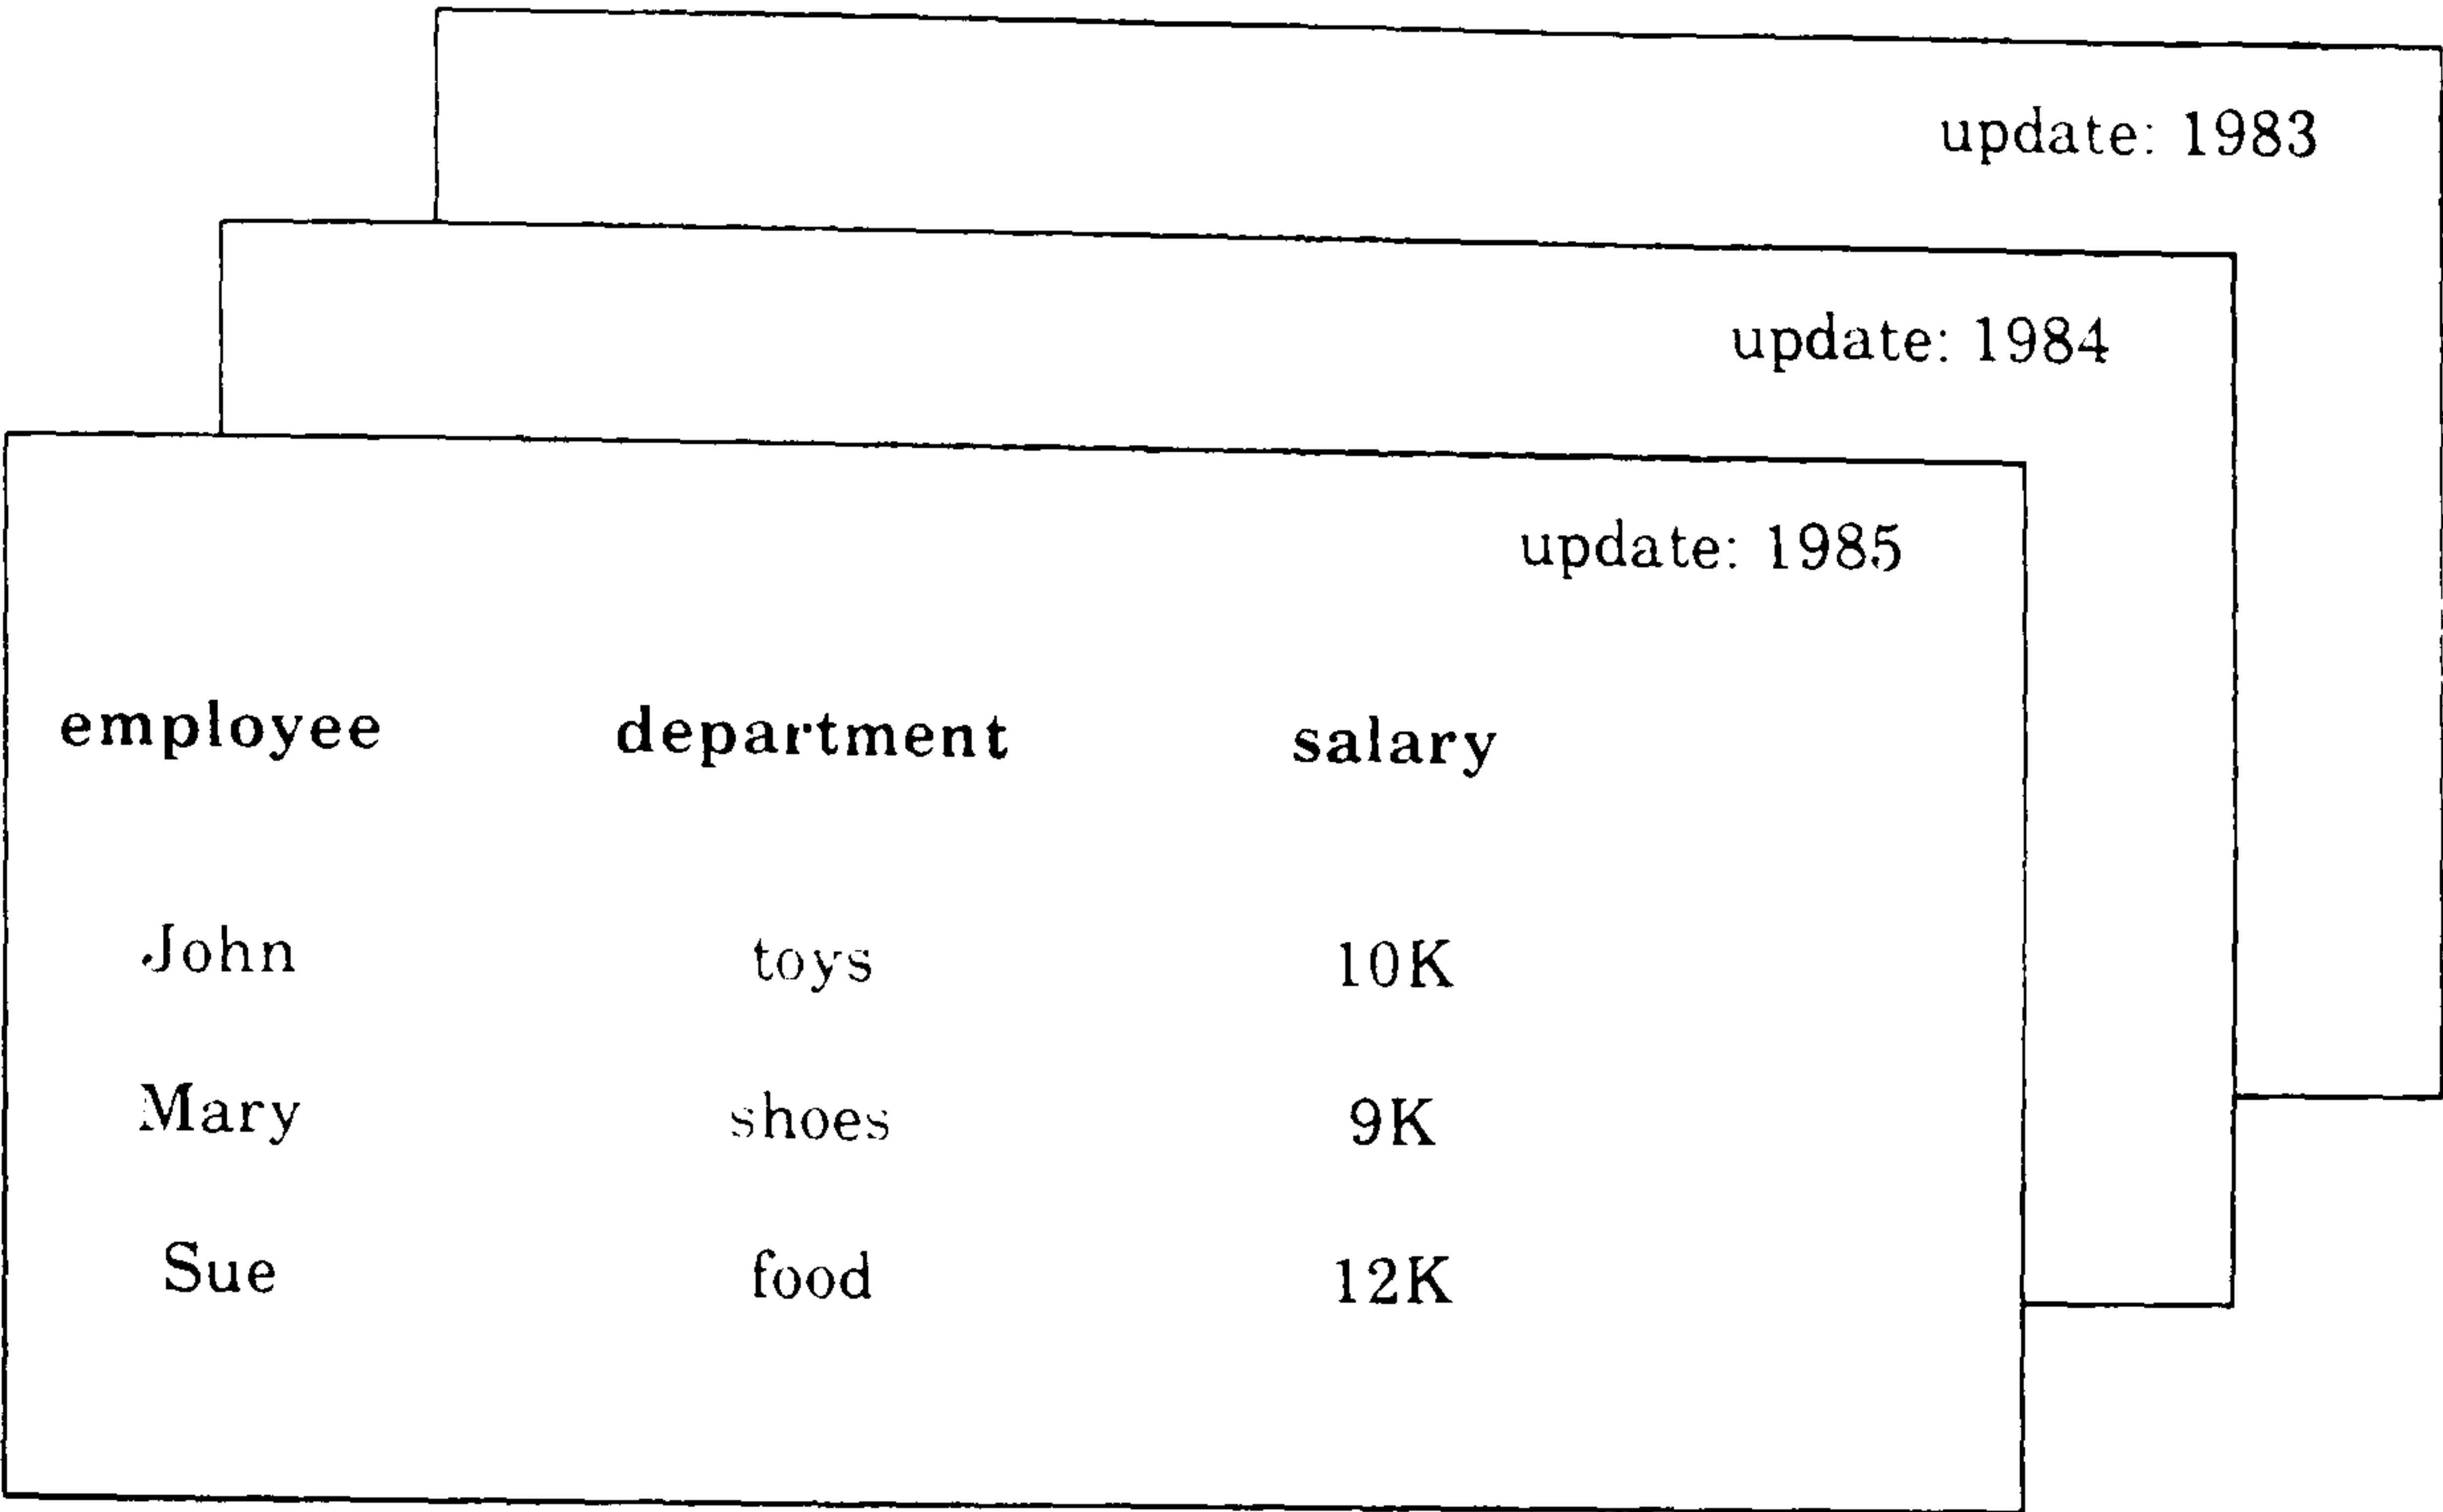 update: 1983
update: 1984
update: 1985
employee department salary
John toys 10K
Mary shoes 9K
Sue food 12K